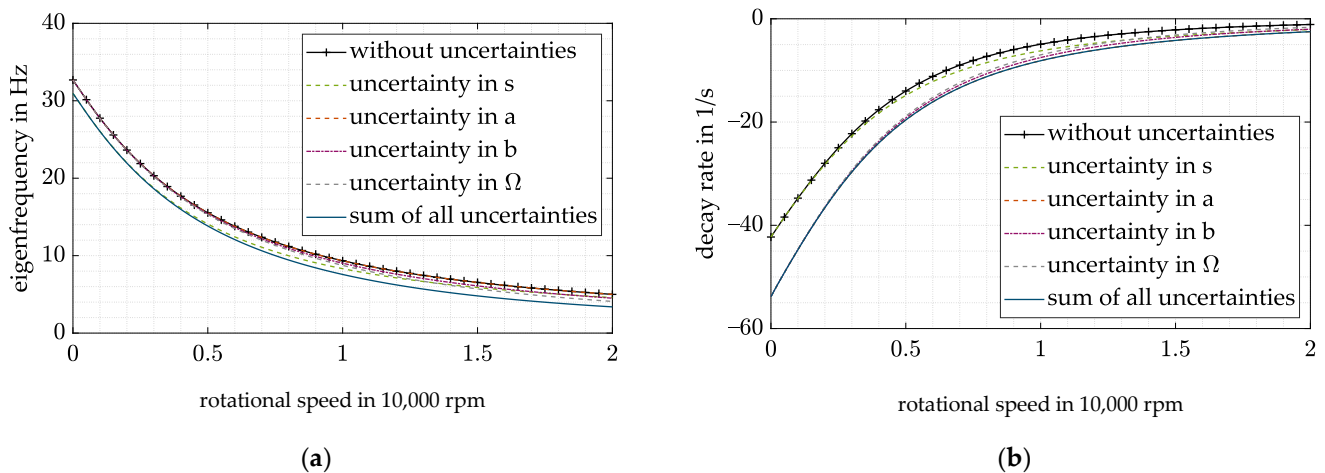 eigenfrequency in Hz
40
30
20
10
0
without uncertainties
uncertainty in s
uncertainty in a
uncertainty in b
uncertainty in Ω
sum of all uncertainties
0 0.5 1 1.5 2
rotational speed in 10,000 rpm
(a)
decay rate in 1/s
0
−20
−40
−60
without uncertainties
uncertainty in s
uncertainty in a
uncertainty in b
uncertainty in Ω
sum of all uncertainties
0 0.5 1 1.5 2
rotational speed in 10,000 rpm
(b)